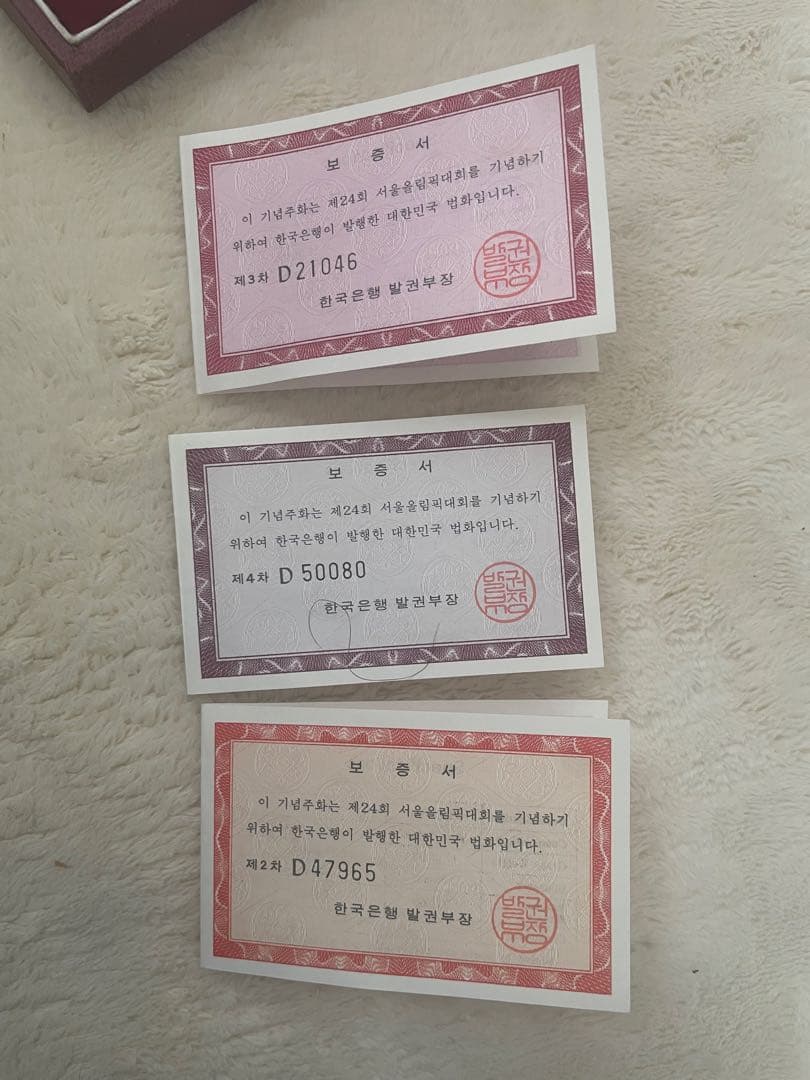 보 증 서
이 기념주화는 제24회 서울올림픽대회를 기념하기
위하여 한국은행이 발행한 대한민국 법화입니다.
제3차 D21046
한국은행 발권부장
발권
부장
보 증 서
이 기념주화는 제24회 서울올림픽대회를 기념하기
위하여 한국은행이 발행한 대한민국 법화입니다.
제4차 D 50080
한국은행 발권부장
발권
부장
보 증 서
이 기념주화는 제24회 서울올림픽대회를 기념하기
위하여 한국은행이 발행한 대한민국 법화입니다.
제2차 D47965
한국은행 발권부장
발권
부장